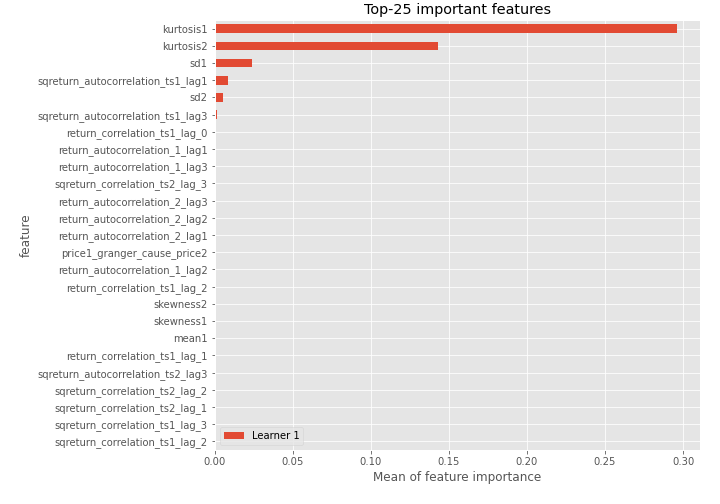 Top-25 important features
kurtosis1
kurtosis2
sd1
sqreturn_autocorrelation_ts1_lag1
sd2
sqreturn_autocorrelation_ts1_lag3
return_correlation_ts1_lag_0
return_autocorrelation_1_lag1
return_autocorrelation_1_lag3
sqreturn_correlation_ts2_lag_3
return_autocorrelation_2_lag3
return_autocorrelation_2_lag2
return_autocorrelation_2_lag1
price1_granger_cause_price2
return_autocorrelation_1_lag2
return_correlation_ts1_lag_2
skewness2
skewness1
mean1
return_correlation_ts1_lag_1
sqreturn_autocorrelation_ts2_lag3
sqreturn_correlation_ts2_lag_2
sqreturn_correlation_ts2_lag_1
sqreturn_correlation_ts1_lag_3
sqreturn_correlation_ts1_lag_2
feature
Learner 1
0.00 0.05 0.10 0.15 0.20 0.25 0.30
Mean of feature importance